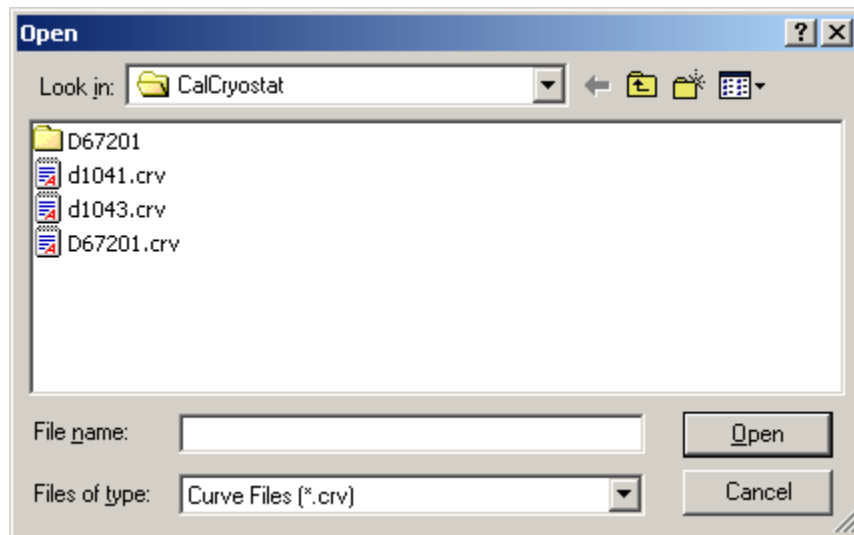 Open
Look in: CalCryostat
D67201
d1041.crv
d1043.crv
D67201.crv
File name: Open
Files of type: Curve Files (*.crv) Cancel